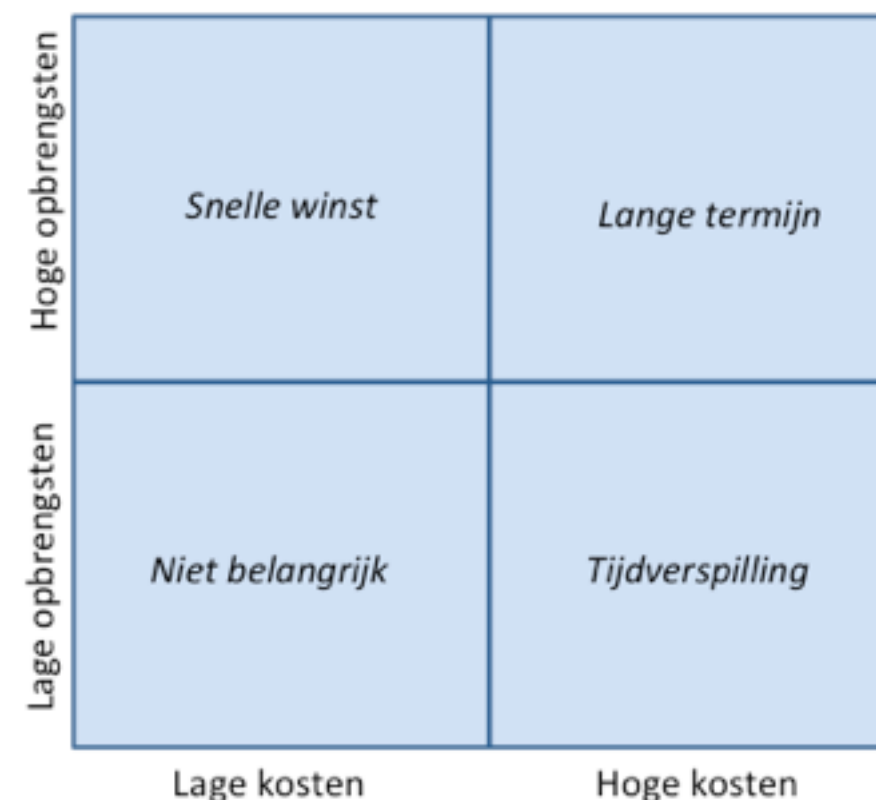 Hoge opbrengsten
Snelle winst
Lange termijn
Lage opbrengsten
Niet belangrijk
Tijdverspilling
Lage kosten
Hoge kosten